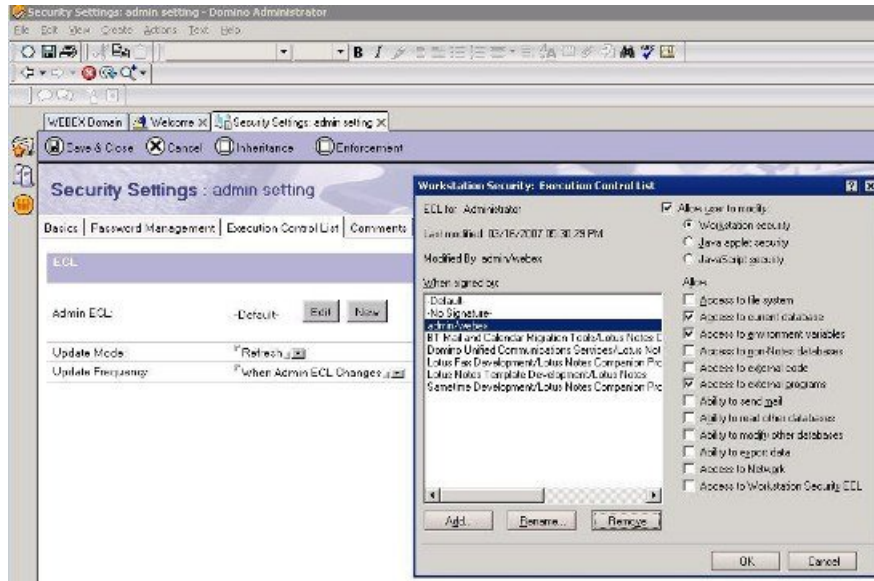 Security Settings: admin setting - Domino Administrator
File Edit View Create Actions Text Help
B I
WEBEX Domain Welcome Security Settings: admin setting
Save & Close Cancel Inheritance Enforcement
Security Settings : admin setting
Basics Password Management Execution Control List Comments
ECL
Admin ECL: -Default- Edit New
Update Mode: Refresh
Update Frequency: When Admin ECL Changes
Workstation Security: Execution Control List
ECL for: Administrator
Last modified: 03/16/2007 05:30:29 PM
Modified By: admin/webex
When signed by:
-Default-
-No Signature-
admin/webex
BT Mail and Calendar Migration Tools/Lotus Notes C
Domino Unified Communications Services/Lotus Not
Lotus Fax Development/Lotus Notes Companion Pro
Lotus Notes Template Development/Lotus Notes
Sametime Development/Lotus Notes Companion Pro
Add... Rename... Remove
Allow user to modify
Workstation security
Java applet security
JavaScript security
Allow
Access to file system
Access to current database
Access to environment variables
Access to non-Notes databases
Access to external code
Access to external programs
Ability to send mail
Ability to read other databases
Ability to modify other databases
Ability to export data
Access to Network
Access to Workstation Security ECL
OK Cancel